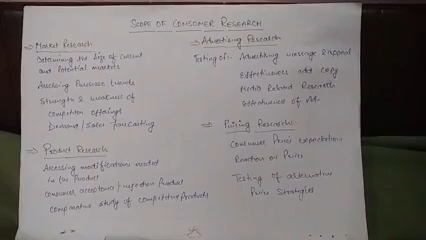 SCOPE OF CONSUMER RESEARCH
⇒ Market Research
Determining the Size of Current
and Potential markets
Assessing Purchase trends
Strength & weakness of
competitor offerings
Demand/Sales forecasting
⇒ Product Research
Accessing modifications needed
in the Product
Consumer acceptance/rejection Product
Comparative study of Competitive Products
⇒ Advertising Research
Testing of:- Advertising message & appeal
Effectiveness add copy
Media Related Research
effectiveness of Ad.
⇒ Pricing Research
Consumer Price expectations
Reaction on Price
Testing of alternative
Price Strategies